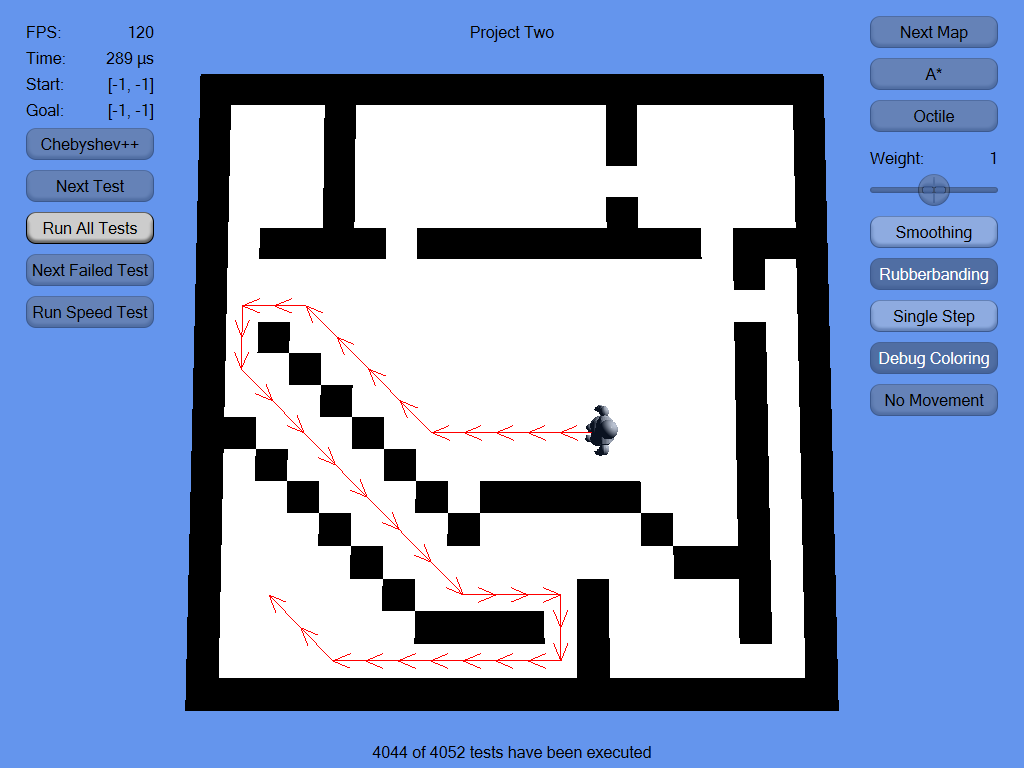 FPS: 120
Time: 289 µs
Start: [-1, -1]
Goal: [-1, -1]
Chebyshev++
Next Test
Run All Tests
Next Failed Test
Run Speed Test
Project Two
Next Map
A*
Octile
Weight: 1
Smoothing
Rubberbanding
Single Step
Debug Coloring
No Movement
4044 of 4052 tests have been executed